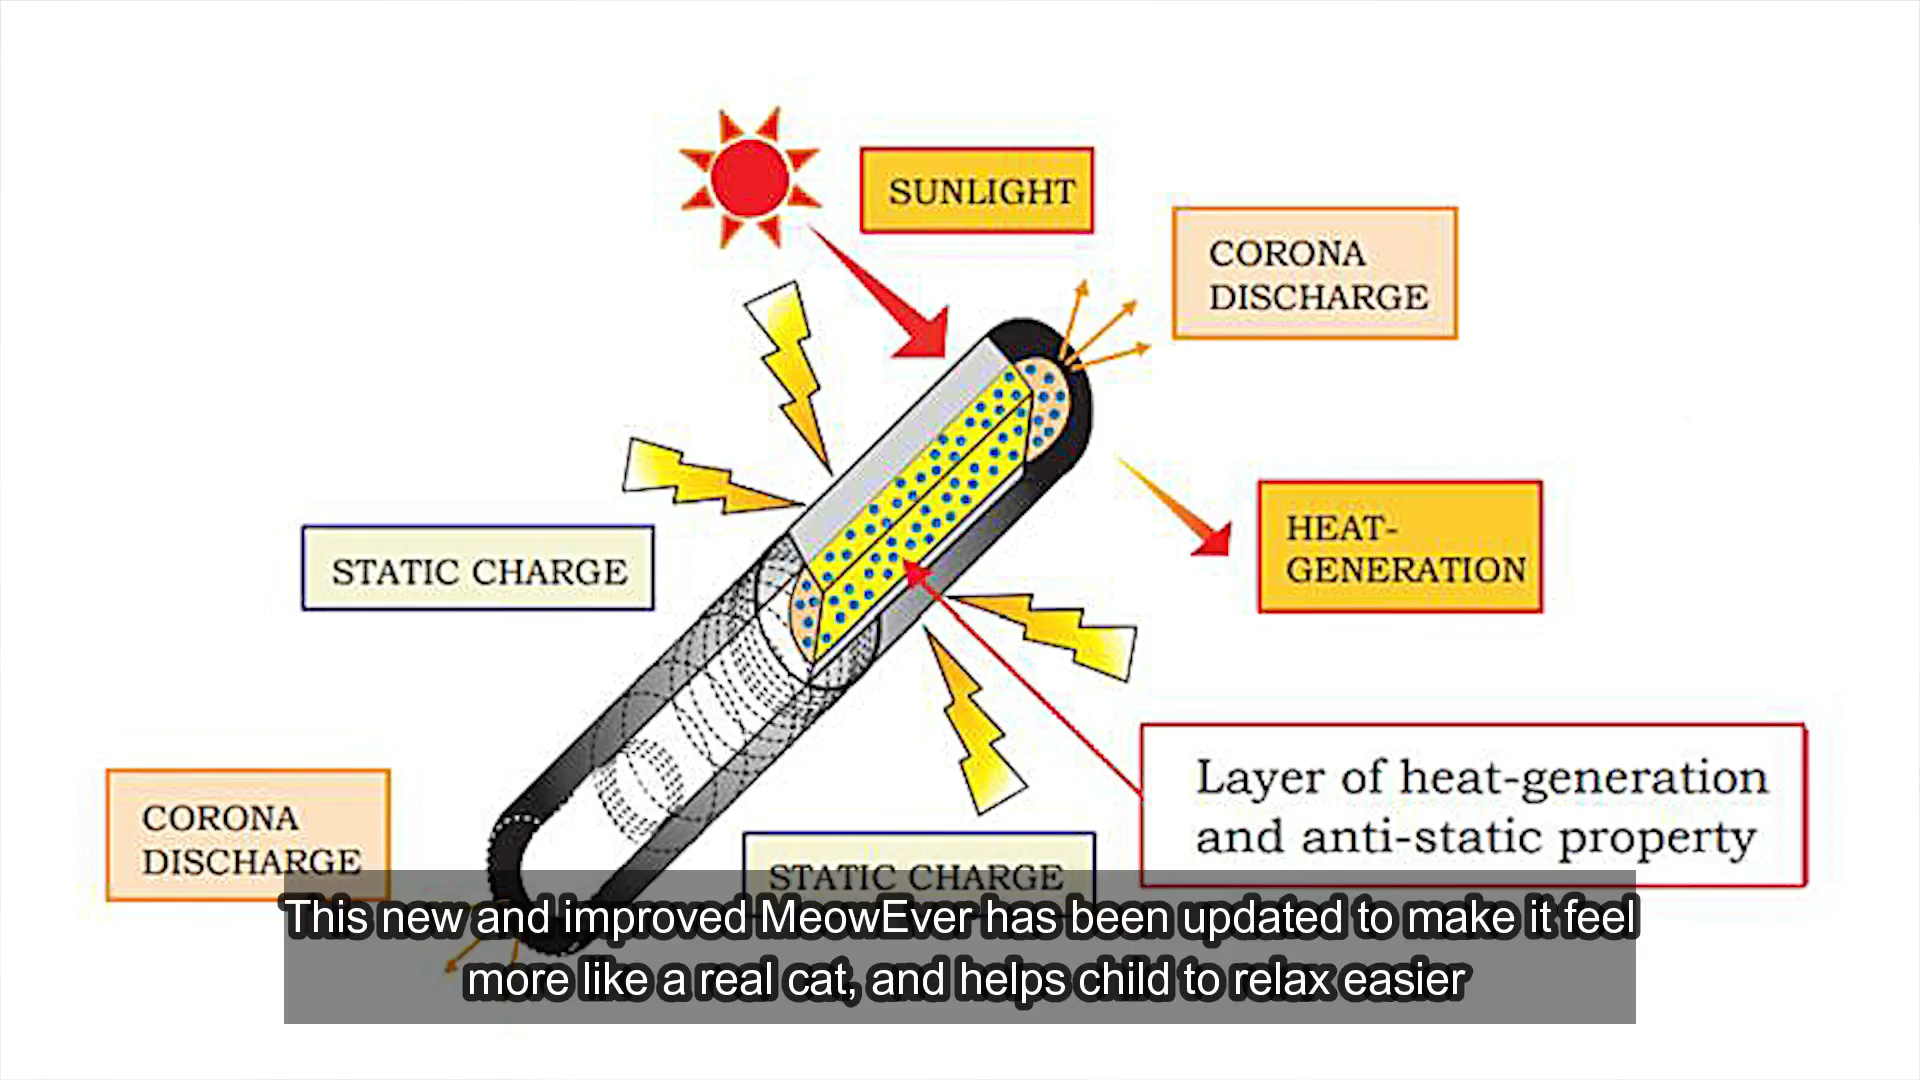 SUNLIGHT
CORONA
DISCHARGE
HEAT-
GENERATION
STATIC CHARGE
Layer of heat-generation
and anti-static property
CORONA
DISCHARGE
STATIC CHARGE
This new and improved MeowEver has been updated to make it feel
more like a real cat, and helps child to relax easier